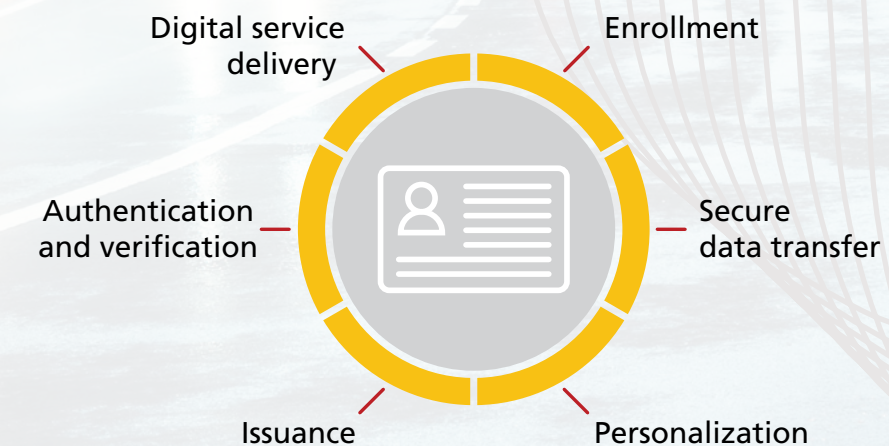 Digital service
delivery
Enrollment
Authentication
and verification
Secure
data transfer
Issuance
Personalization